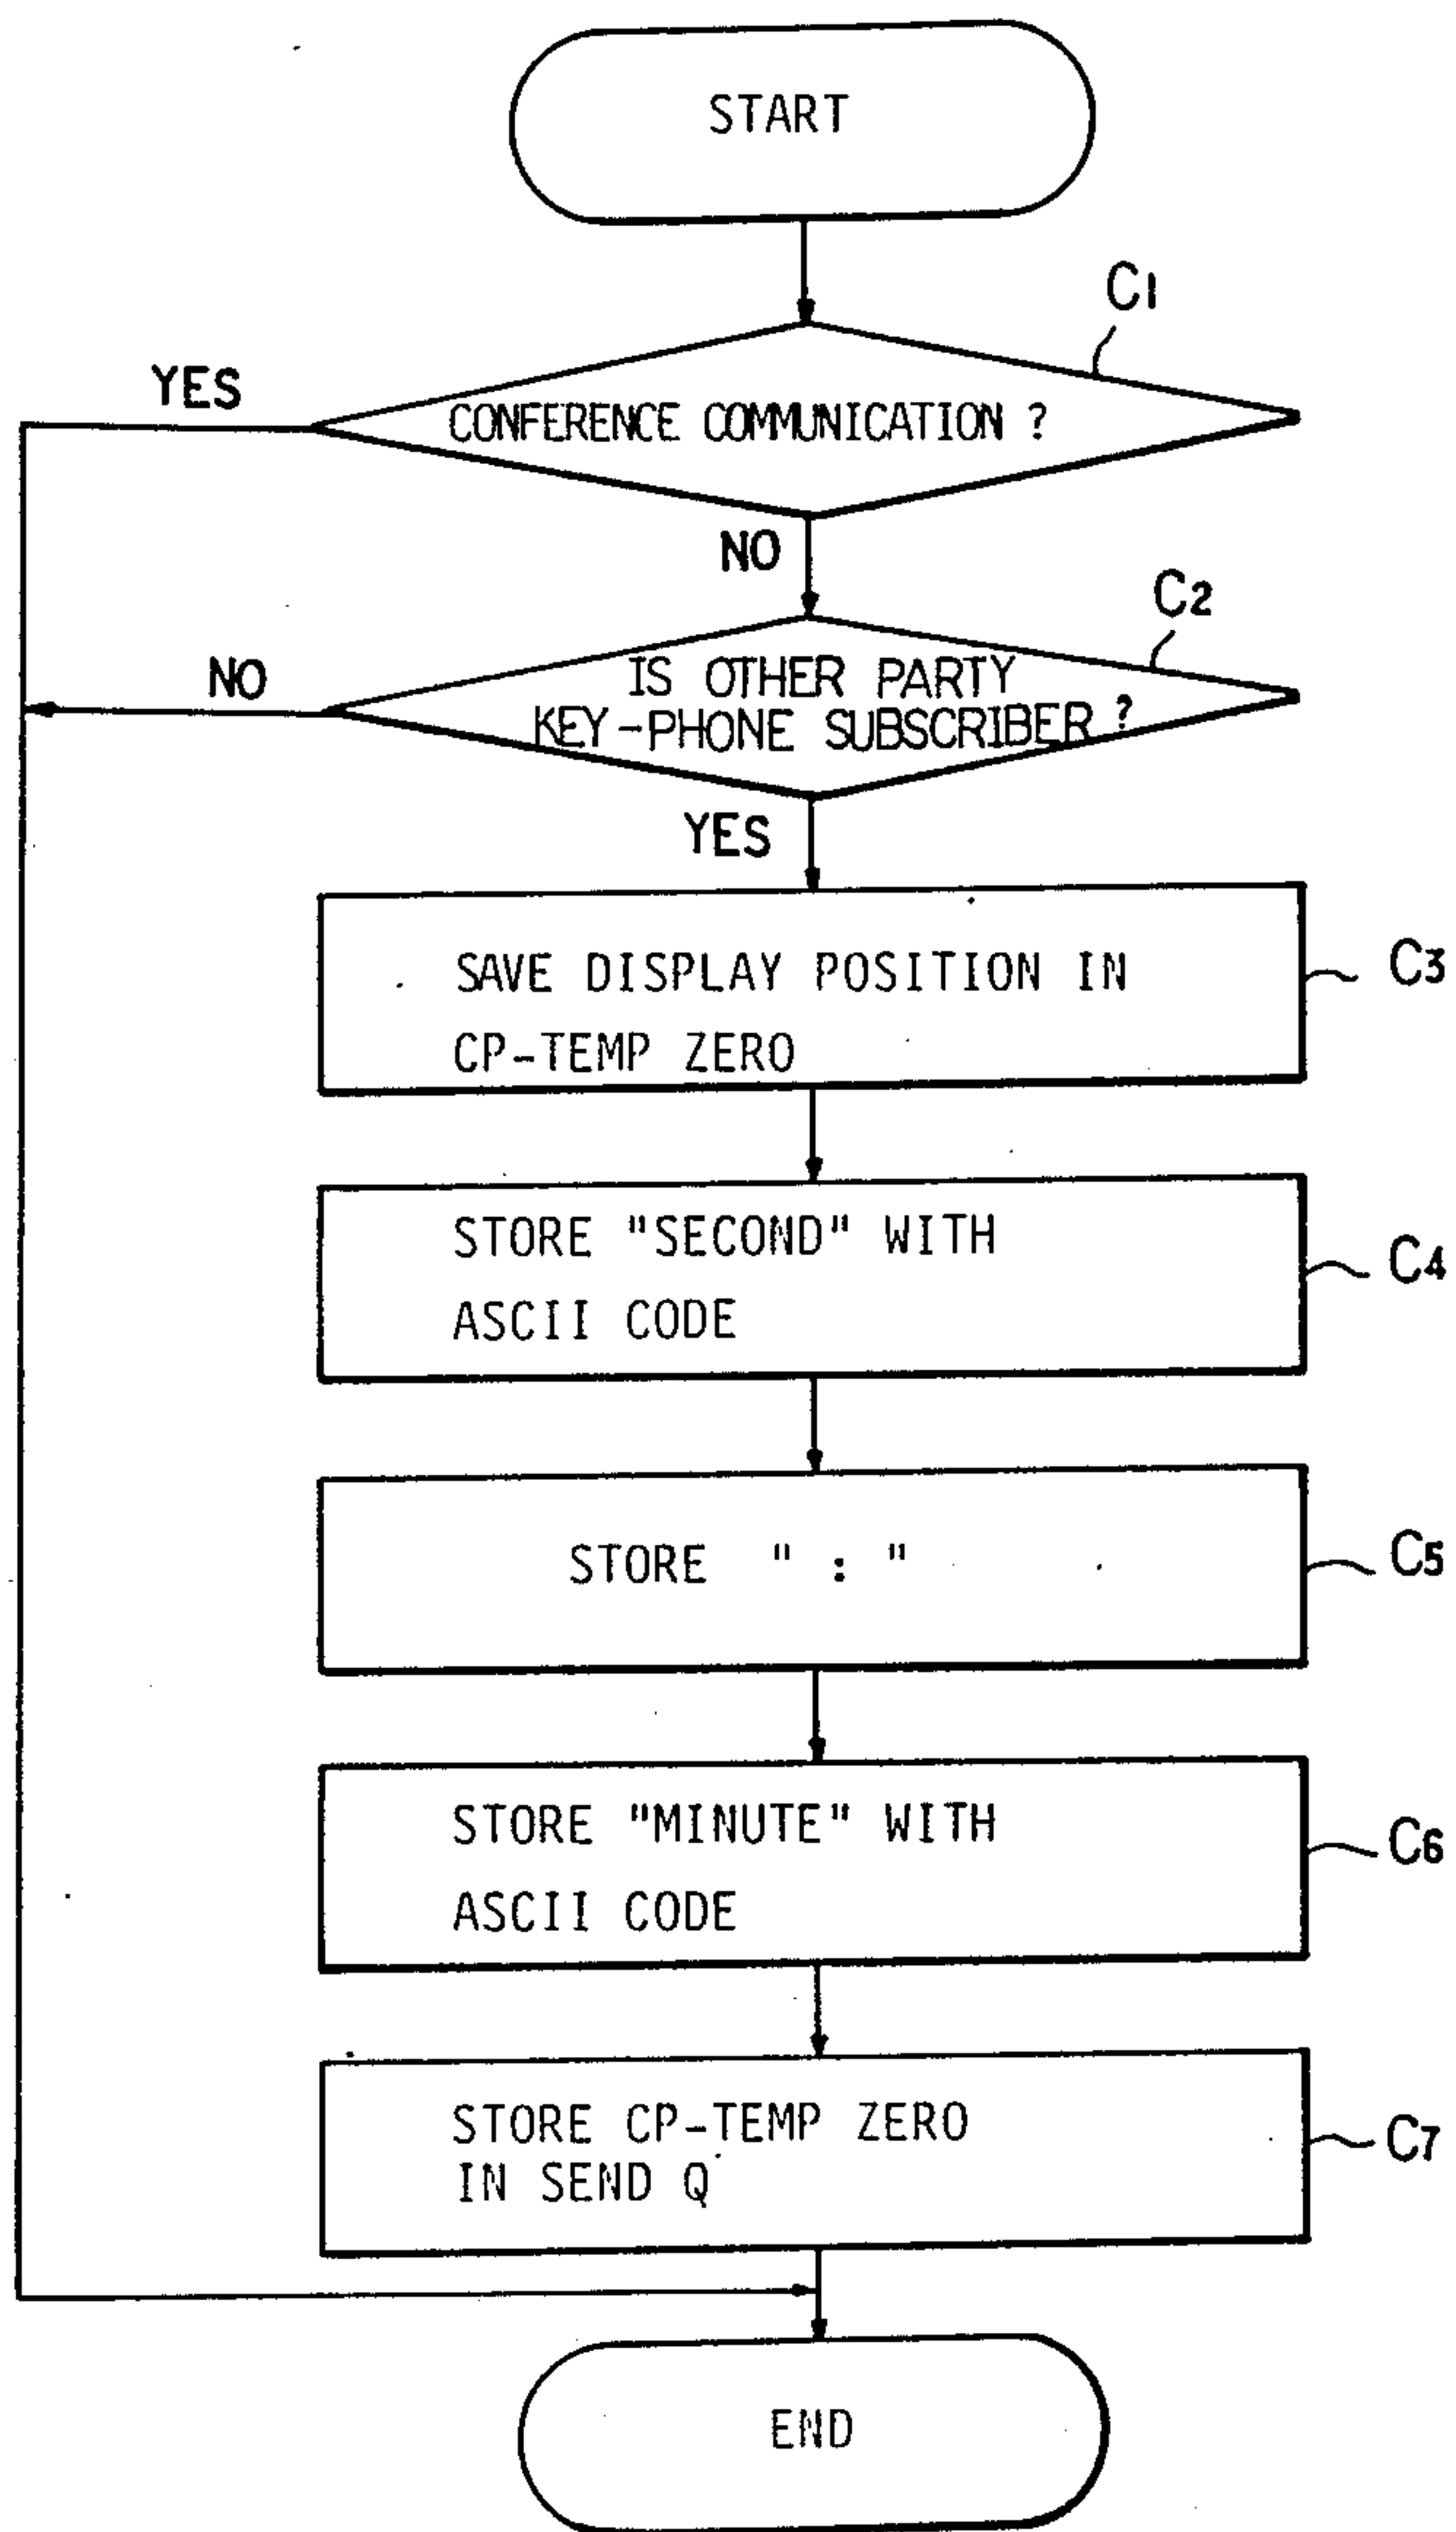 START
C1
YES
CONFERENCE COMMUNICATION ?
NO
C2
NO
IS OTHER PARTY
KEY-PHONE SUBSCRIBER ?
YES
C3
SAVE DISPLAY POSITION IN
CP-TEMP ZERO
STORE "SECOND" WITH
C4
ASCII CODE
STORE " : "
C5
STORE "MINUTE" WITH
C6
ASCII CODE
STORE CP-TEMP ZERO
C7
IN SEND Q
END